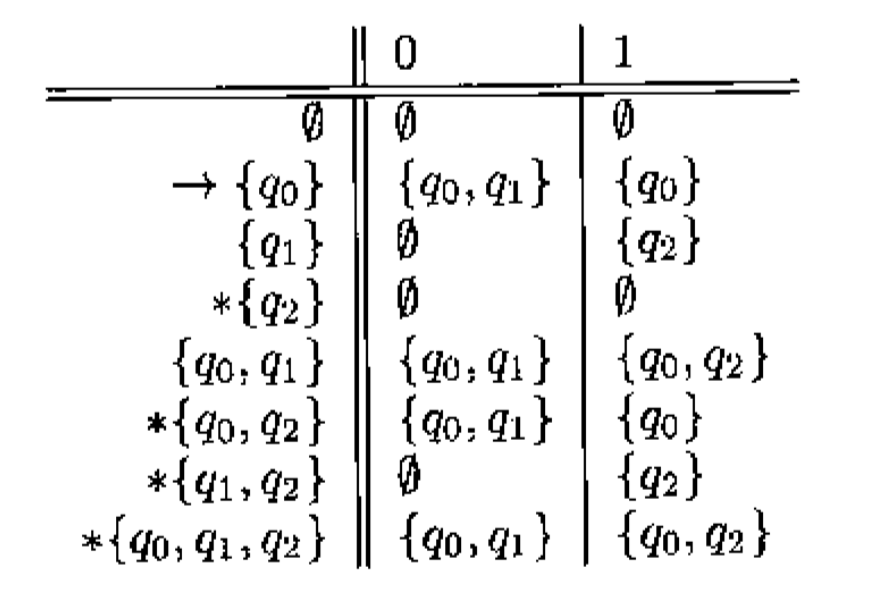 0 1
∅ ∅ ∅
→ {q₀} {q₀, q₁} {q₀}
{q₁} ∅ {q₂}
*{q₂} ∅ ∅
{q₀, q₁} {q₀, q₁} {q₀, q₂}
*{q₀, q₂} {q₀, q₁} {q₀}
*{q₁, q₂} ∅ {q₂}
*{q₀, q₁, q₂} {q₀, q₁} {q₀, q₂}